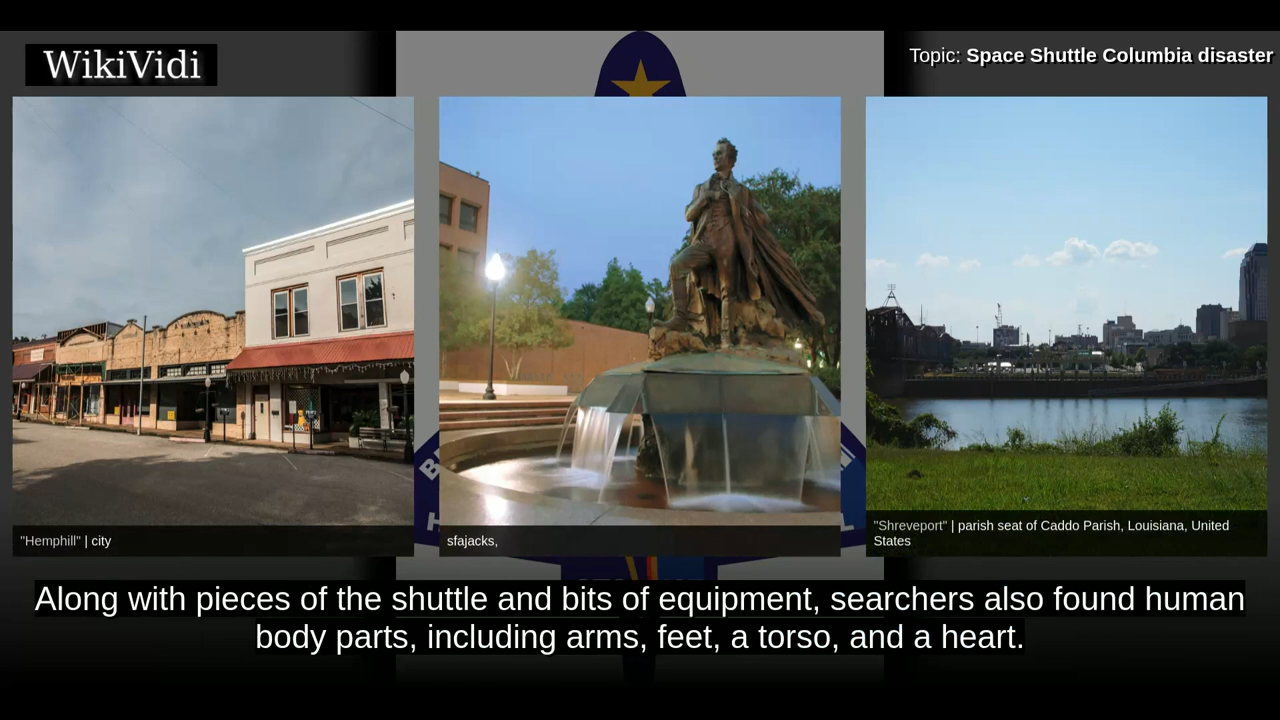 WikiVidi
Topic: Space Shuttle Columbia disaster
"Hemphill" | city
sfajacks,
"Shreveport" | parish seat of Caddo Parish, Louisiana, United
States
Along with pieces of the shuttle and bits of equipment, searchers also found human
body parts, including arms, feet, a torso, and a heart.